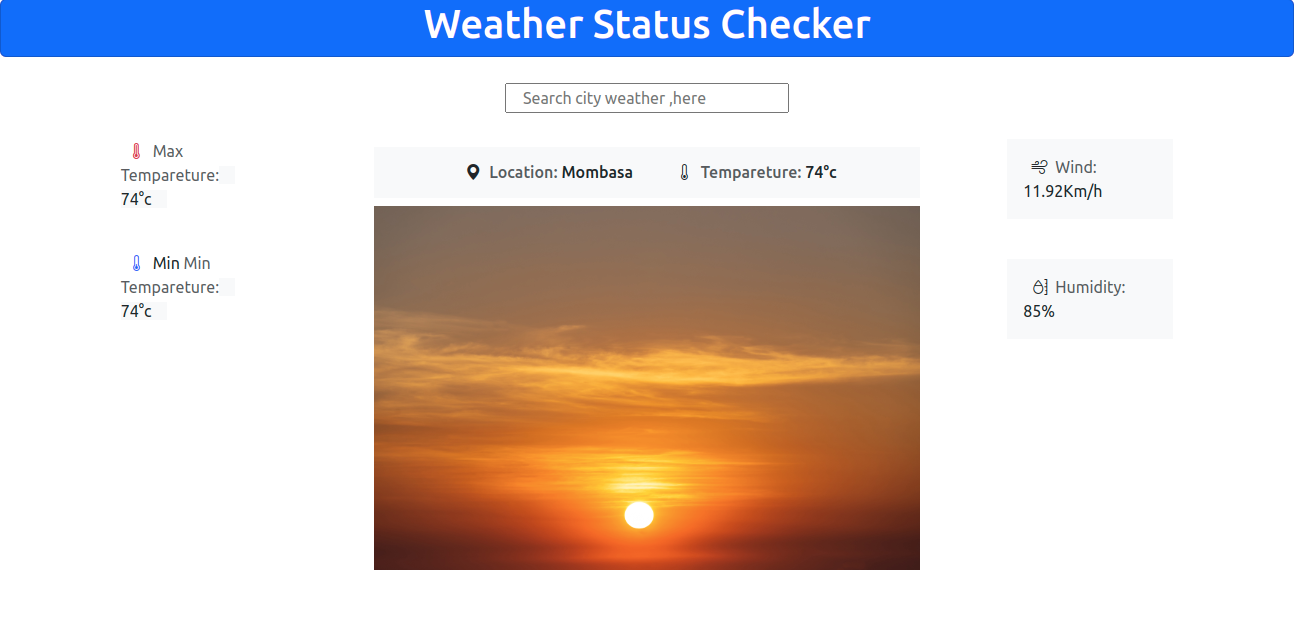 Weather Status Checker
Search city weather ,here
Max
Tempareture:
74°c
Min Min
Tempareture:
74°c
Location: Mombasa Tempareture: 74°c
Wind:
11.92Km/h
Humidity:
85%